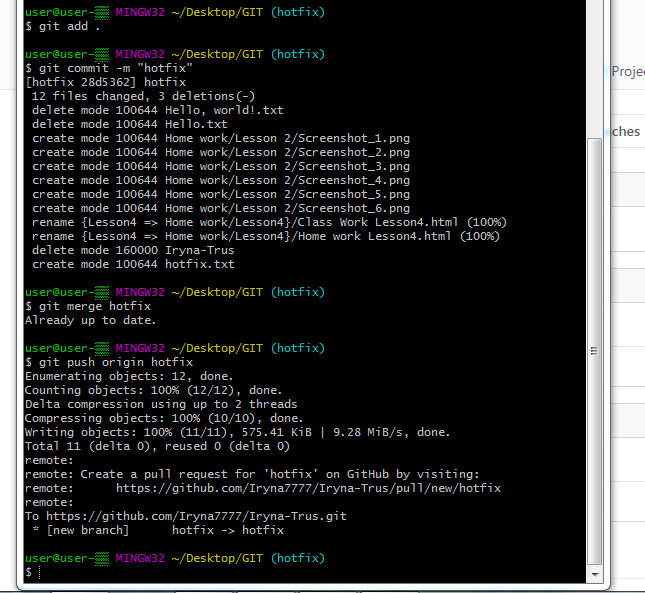 user@user-▒▒ MINGW32 ~/Desktop/GIT (hotfix)
$ git add .
user@user-▒▒ MINGW32 ~/Desktop/GIT (hotfix)
$ git commit -m "hotfix"
[hotfix 28d5362] hotfix
 12 files changed, 3 deletions(-)
 delete mode 100644 Hello, world!.txt
 delete mode 100644 Hello.txt
 create mode 100644 Home work/Lesson 2/Screenshot_1.png
 create mode 100644 Home work/Lesson 2/Screenshot_2.png
 create mode 100644 Home work/Lesson 2/Screenshot_3.png
 create mode 100644 Home work/Lesson 2/Screenshot_4.png
 create mode 100644 Home work/Lesson 2/Screenshot_5.png
 create mode 100644 Home work/Lesson 2/Screenshot_6.png
 rename {Lesson4 => Home work/Lesson4}/Class Work Lesson4.html (100%)
 rename {Lesson4 => Home work/Lesson4}/Home work Lesson4.html (100%)
 delete mode 160000 Iryna-Trus
 create mode 100644 hotfix.txt
user@user-▒▒ MINGW32 ~/Desktop/GIT (hotfix)
$ git merge hotfix
Already up to date.
user@user-▒▒ MINGW32 ~/Desktop/GIT (hotfix)
$ git push origin hotfix
Enumerating objects: 12, done.
Counting objects: 100% (12/12), done.
Delta compression using up to 2 threads
Compressing objects: 100% (10/10), done.
Writing objects: 100% (11/11), 575.41 KiB | 9.28 MiB/s, done.
Total 11 (delta 0), reused 0 (delta 0)
remote:
remote: Create a pull request for 'hotfix' on GitHub by visiting:
remote:      https://github.com/Iryna7777/Iryna-Trus/pull/new/hotfix
remote:
To https://github.com/Iryna7777/Iryna-Trus.git
 * [new branch]      hotfix -> hotfix
user@user-▒▒ MINGW32 ~/Desktop/GIT (hotfix)
$
Proje
ches